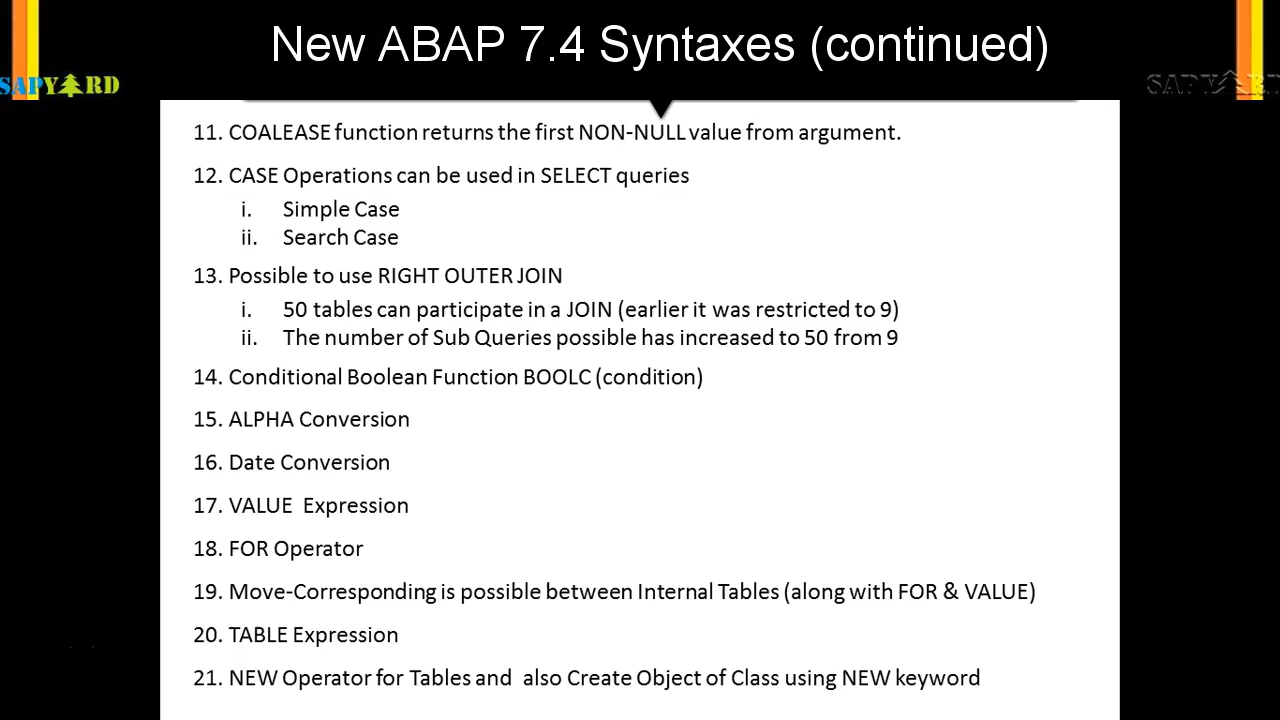 New ABAP 7.4 Syntaxes (continued)
SAPYARD
SAPYARD
11. COALEASE function returns the first NON-NULL value from argument.
12. CASE Operations can be used in SELECT queries
i. Simple Case
ii. Search Case
13. Possible to use RIGHT OUTER JOIN
i. 50 tables can participate in a JOIN (earlier it was restricted to 9)
ii. The number of Sub Queries possible has increased to 50 from 9
14. Conditional Boolean Function BOOLC (condition)
15. ALPHA Conversion
16. Date Conversion
17. VALUE Expression
18. FOR Operator
19. Move-Corresponding is possible between Internal Tables (along with FOR & VALUE)
20. TABLE Expression
21. NEW Operator for Tables and also Create Object of Class using NEW keyword